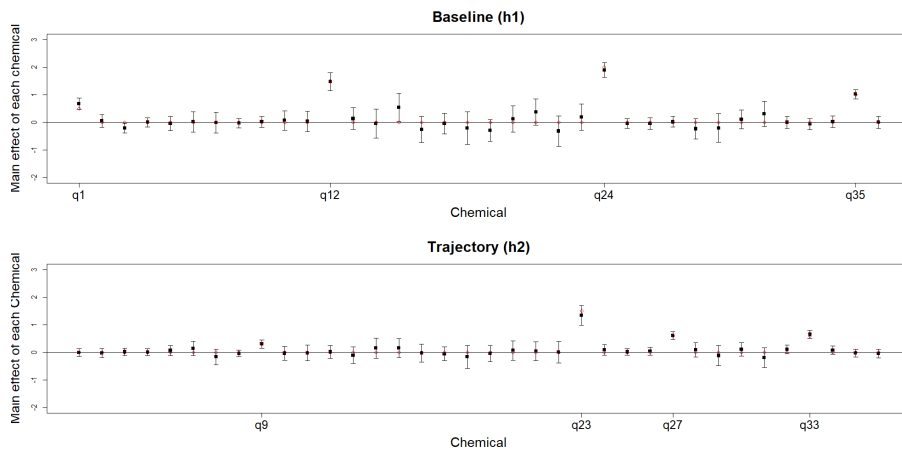 Baseline (h1)
Main effect of each chemical
3
2
1
0
-1
-2
q1
q12
q24
q35
Chemical
Trajectory (h2)
Main effect of each Chemical
3
2
1
0
-1
-2
q9
q23
q27
q33
Chemical